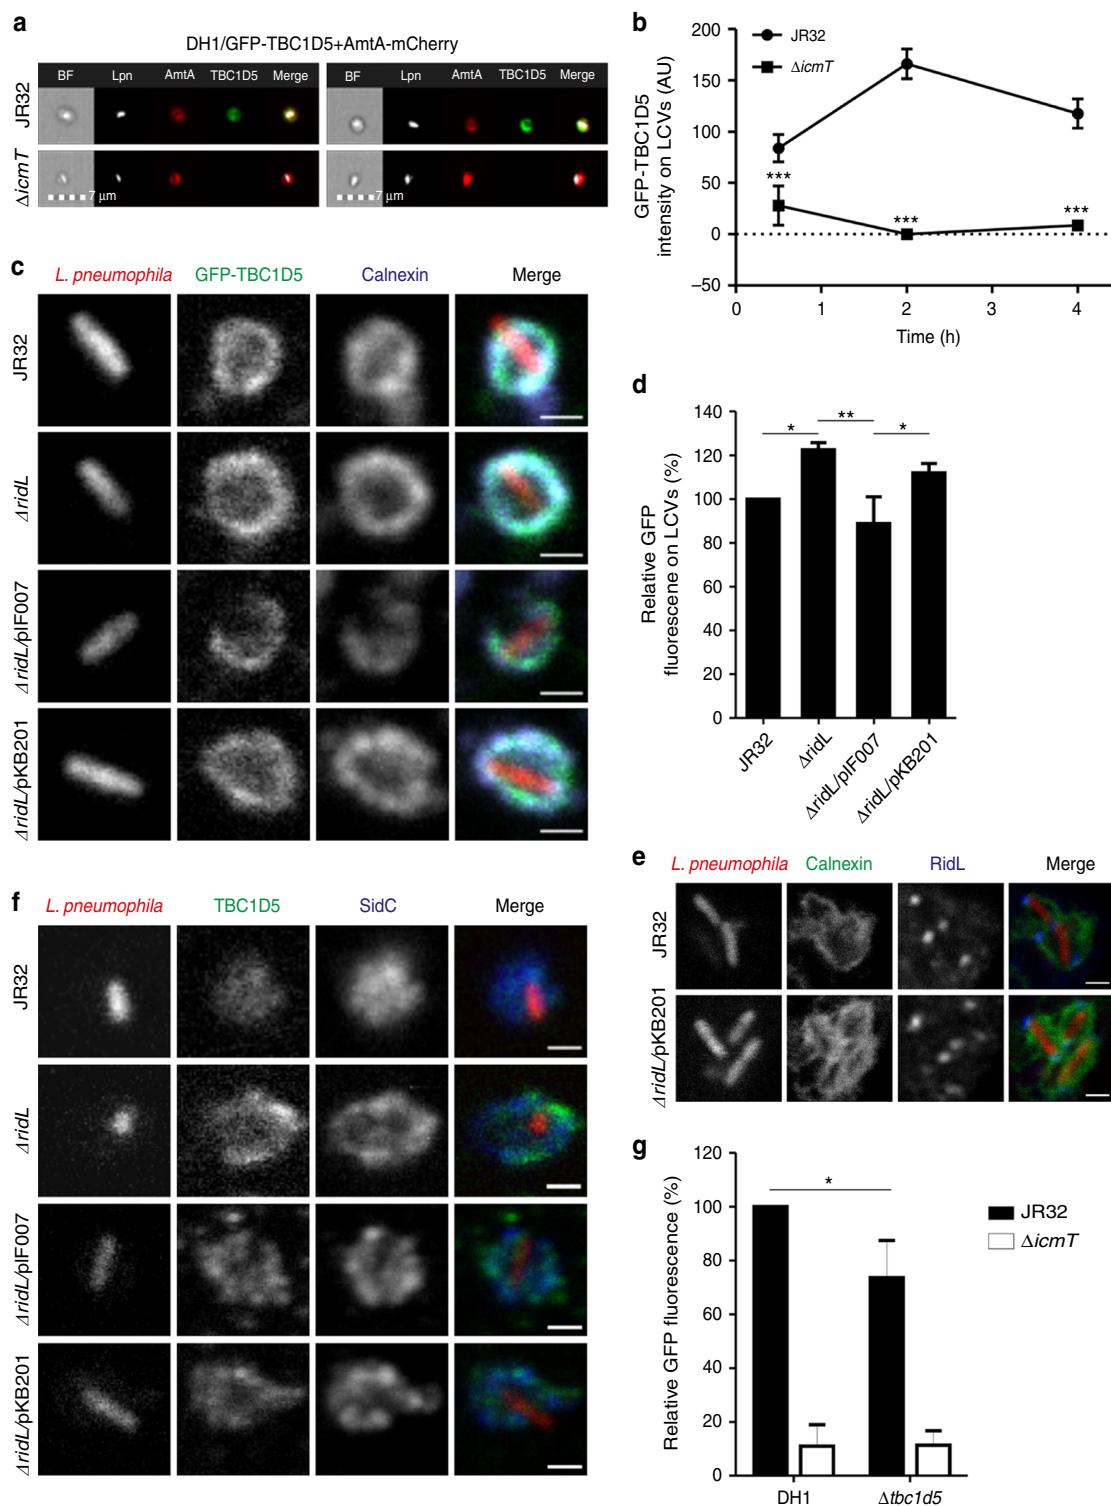 a
DH1/GFP-TBC1D5+AmtA-mCherry
BF Lpn AmtA TBC1D5 Merge BF Lpn AmtA TBC1D5 Merge
JR32
ΔicmT
7 μm 7 μm
b
GFP-TBC1D5
intensity on LCVs (AU)
200
150
100
50
0
−50
JR32
ΔicmT
***
***
***
0 1 2 3 4
Time (h)
c
L. pneumophila GFP-TBC1D5 Calnexin Merge
JR32
ΔridL
ΔridL/pIF007
ΔridL/pKB201
d
Relative GFP
fluorescene on LCVs (%)
140
120
100
80
60
40
20
0
* ** *
JR32 ΔridL ΔridL/pIF007 ΔridL/pKB201
e
L. pneumophila Calnexin RidL Merge
JR32
ΔridL/pKB201
f
L. pneumophila TBC1D5 SidC Merge
JR32
ΔridL
ΔridL/pIF007
ΔridL/pKB201
g
Relative GFP fluorescence (%)
120
100
80
60
40
20
0
*
JR32
ΔicmT
DH1 Δtbc1d5